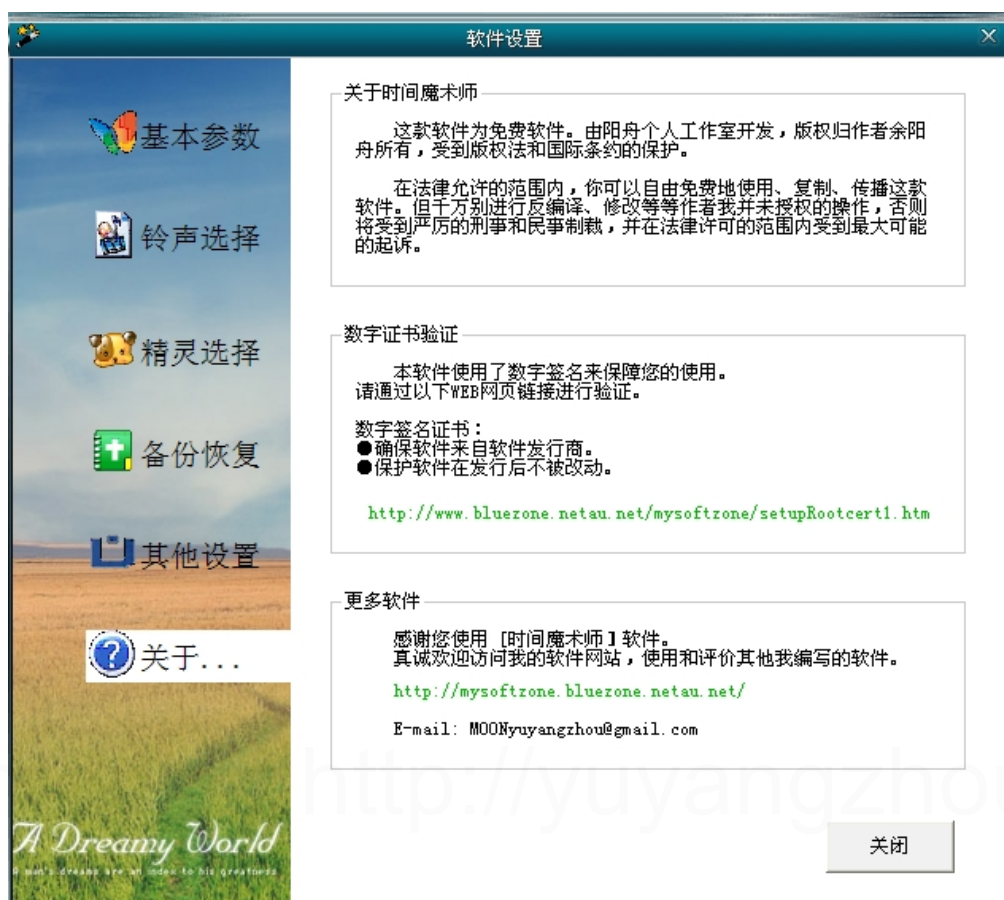 软件设置
基本参数
铃声选择
精灵选择
备份恢复
其他设置
关于...
A Dreamy World
A man's dreams are an index to his greatness
关于时间魔术师
这款软件为免费软件。由阳舟个人工作室开发，版权归作者余阳
舟所有，受到版权法和国际条约的保护。
在法律允许的范围内，你可以自由免费地使用、复制、传播这款
软件。但千万别进行反编译、修改等等作者我并未授权的操作，否则
将受到严厉的刑事和民事制裁，并在法律许可的范围内受到最大可能
的起诉。
数字证书验证
本软件使用了数字签名来保障您的使用。
请通过以下WEB网页链接进行验证。
数字签名证书：
●确保软件来自软件发行商。
●保护软件在发行后不被改动。
http://www.bluezone.netau.net/mysoftzone/setupRootcert1.htm
更多软件
感谢您使用 [时间魔术师] 软件。
真诚欢迎访问我的软件网站，使用和评价其他我编写的软件。
http://mysoftzone.bluezone.netau.net/
E-mail: MOONyuyangzhou@gmail.com
http://yuyangzhou
关闭